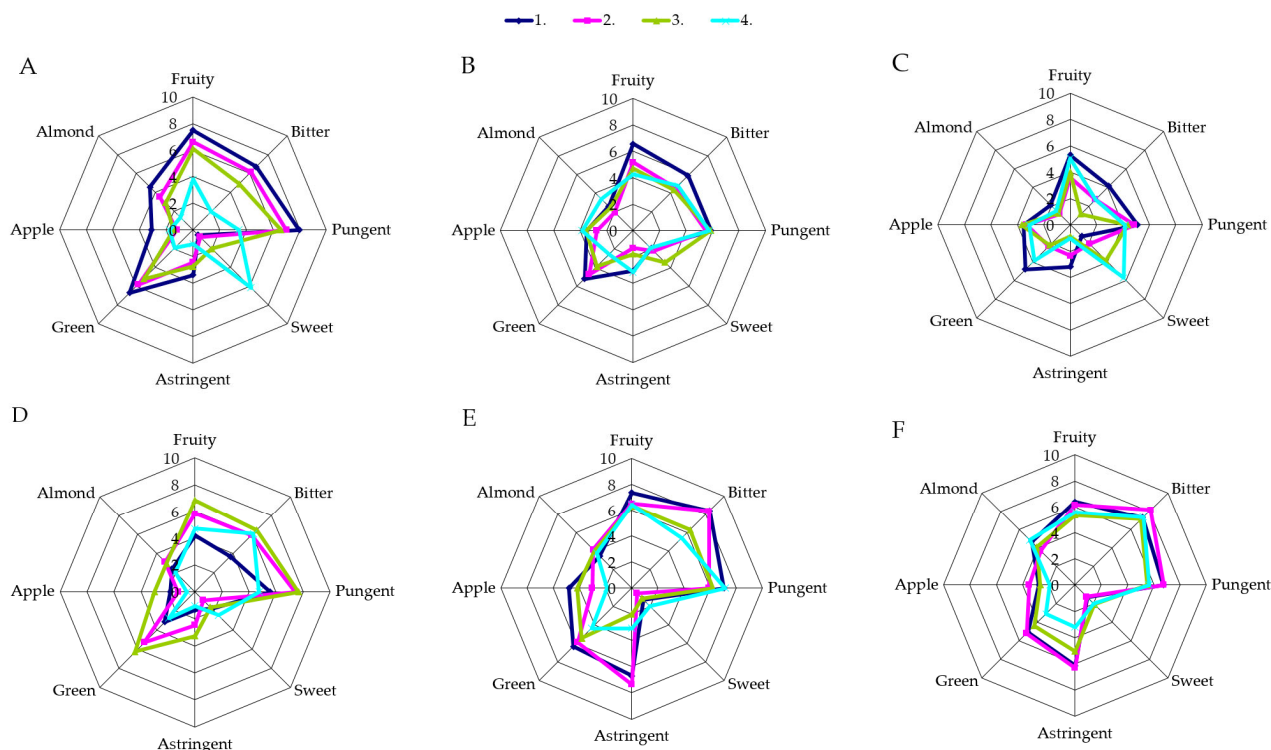 1. 2. 3. 4.
A
Fruity
10
8
6
4
2
0
Almond
Bitter
Apple
Pungent
Green
Sweet
Astringent
B
Fruity
10
8
6
4
2
0
Almond
Bitter
Apple
Pungent
Green
Sweet
Astringent
C
Fruity
10
8
6
4
2
0
Almond
Bitter
Apple
Pungent
Green
Sweet
Astringent
D
Fruity
10
8
6
4
2
0
Almond
Bitter
Apple
Pungent
Green
Sweet
Astringent
E
Fruity
10
8
6
4
2
0
Almond
Bitter
Apple
Pungent
Green
Sweet
Astringent
F
Fruity
10
8
6
4
2
0
Almond
Bitter
Apple
Pungent
Green
Sweet
Astringent